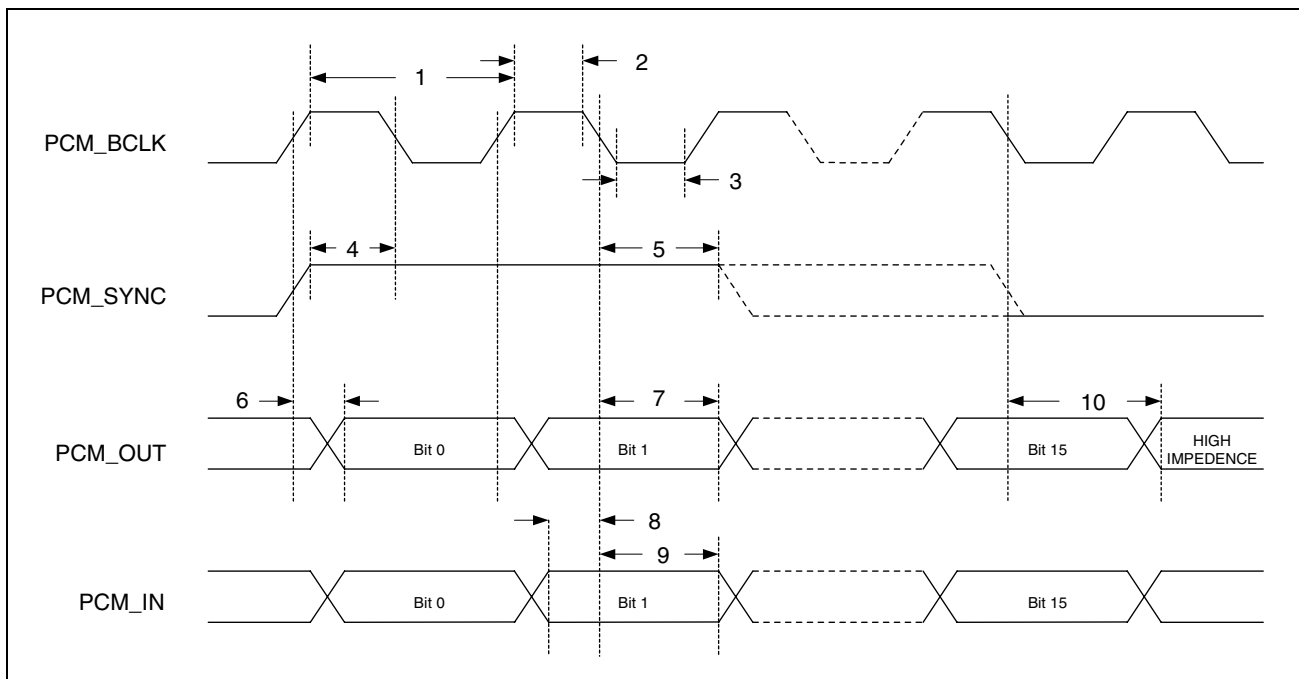 1
2
PCM_BCLK
3
4
5
PCM_SYNC
6
7
10
PCM_OUT
Bit 0
Bit 1
Bit 15
HIGH
IMPEDENCE
8
9
PCM_IN
Bit 0
Bit 1
Bit 15